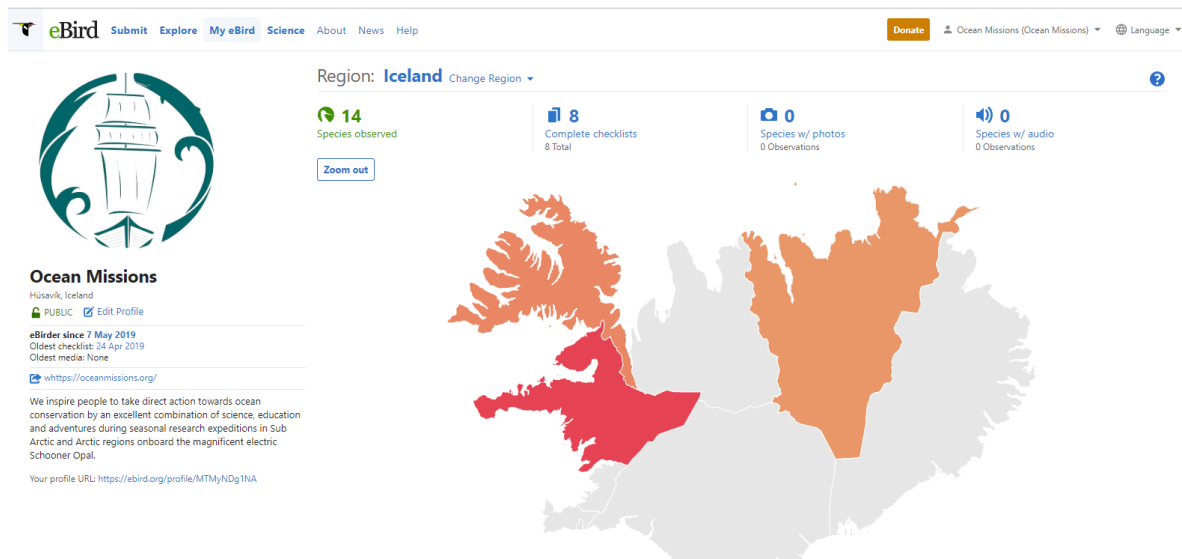 eBird Submit Explore My eBird Science About News Help Donate Ocean Missions (Ocean Missions) Language
Region: Iceland Change Region
14
Species observed
8
Complete checklists
8 Total
0
Species w/ photos
0 Observations
0
Species w/ audio
0 Observations
Zoom out
Ocean Missions
Húsavík, Iceland
PUBLIC Edit Profile
eBirder since 7 May 2019
Oldest checklist: 24 Apr 2019
Oldest media: None
whttps://oceanmissions.org/
We inspire people to take direct action towards ocean
conservation by an excellent combination of science, education
and adventures during seasonal research expeditions in Sub
Arctic and Arctic regions onboard the magnificent electric
Schooner Opal.
Your profile URL: https://ebird.org/profile/MTMyNDg1NA